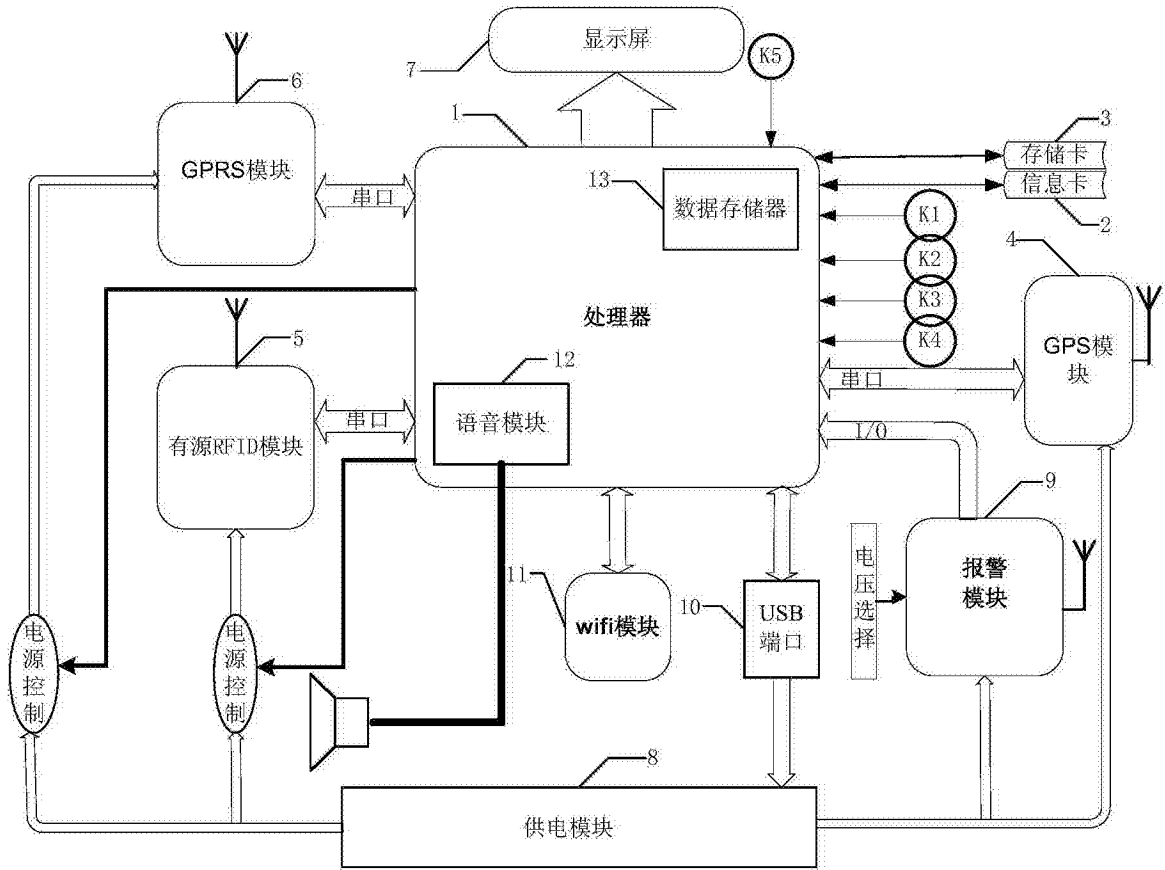 显示屏
7
K5
6
1
3
存储卡
信息卡
2
GPRS模块
串口
13
数据存储器
K1
K2
K3
K4
4
GPS模
块
串口
处理器
5
有源RFID模块
串口
12
语音模块
I/O
9
报警
模块
电
压
选
择
11
wifi模块
10
USB
端口
电
源
控
制
电
源
控
制
8
供电模块